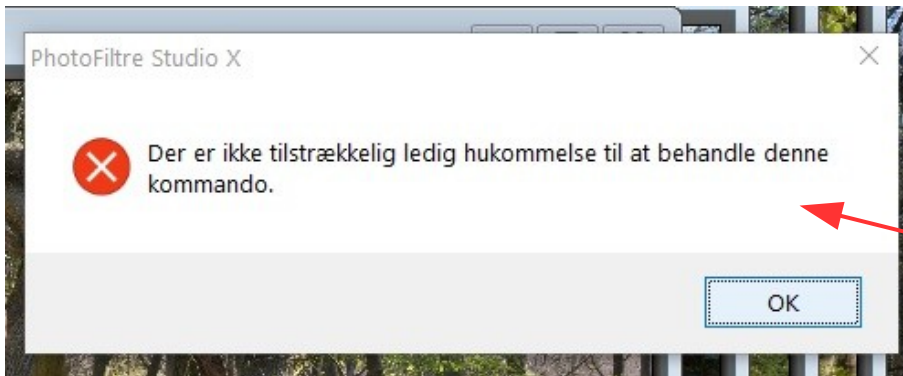 PhotoFiltre Studio X
Der er ikke tilstrækkelig ledig hukommelse til at behandle denne
kommando.
OK